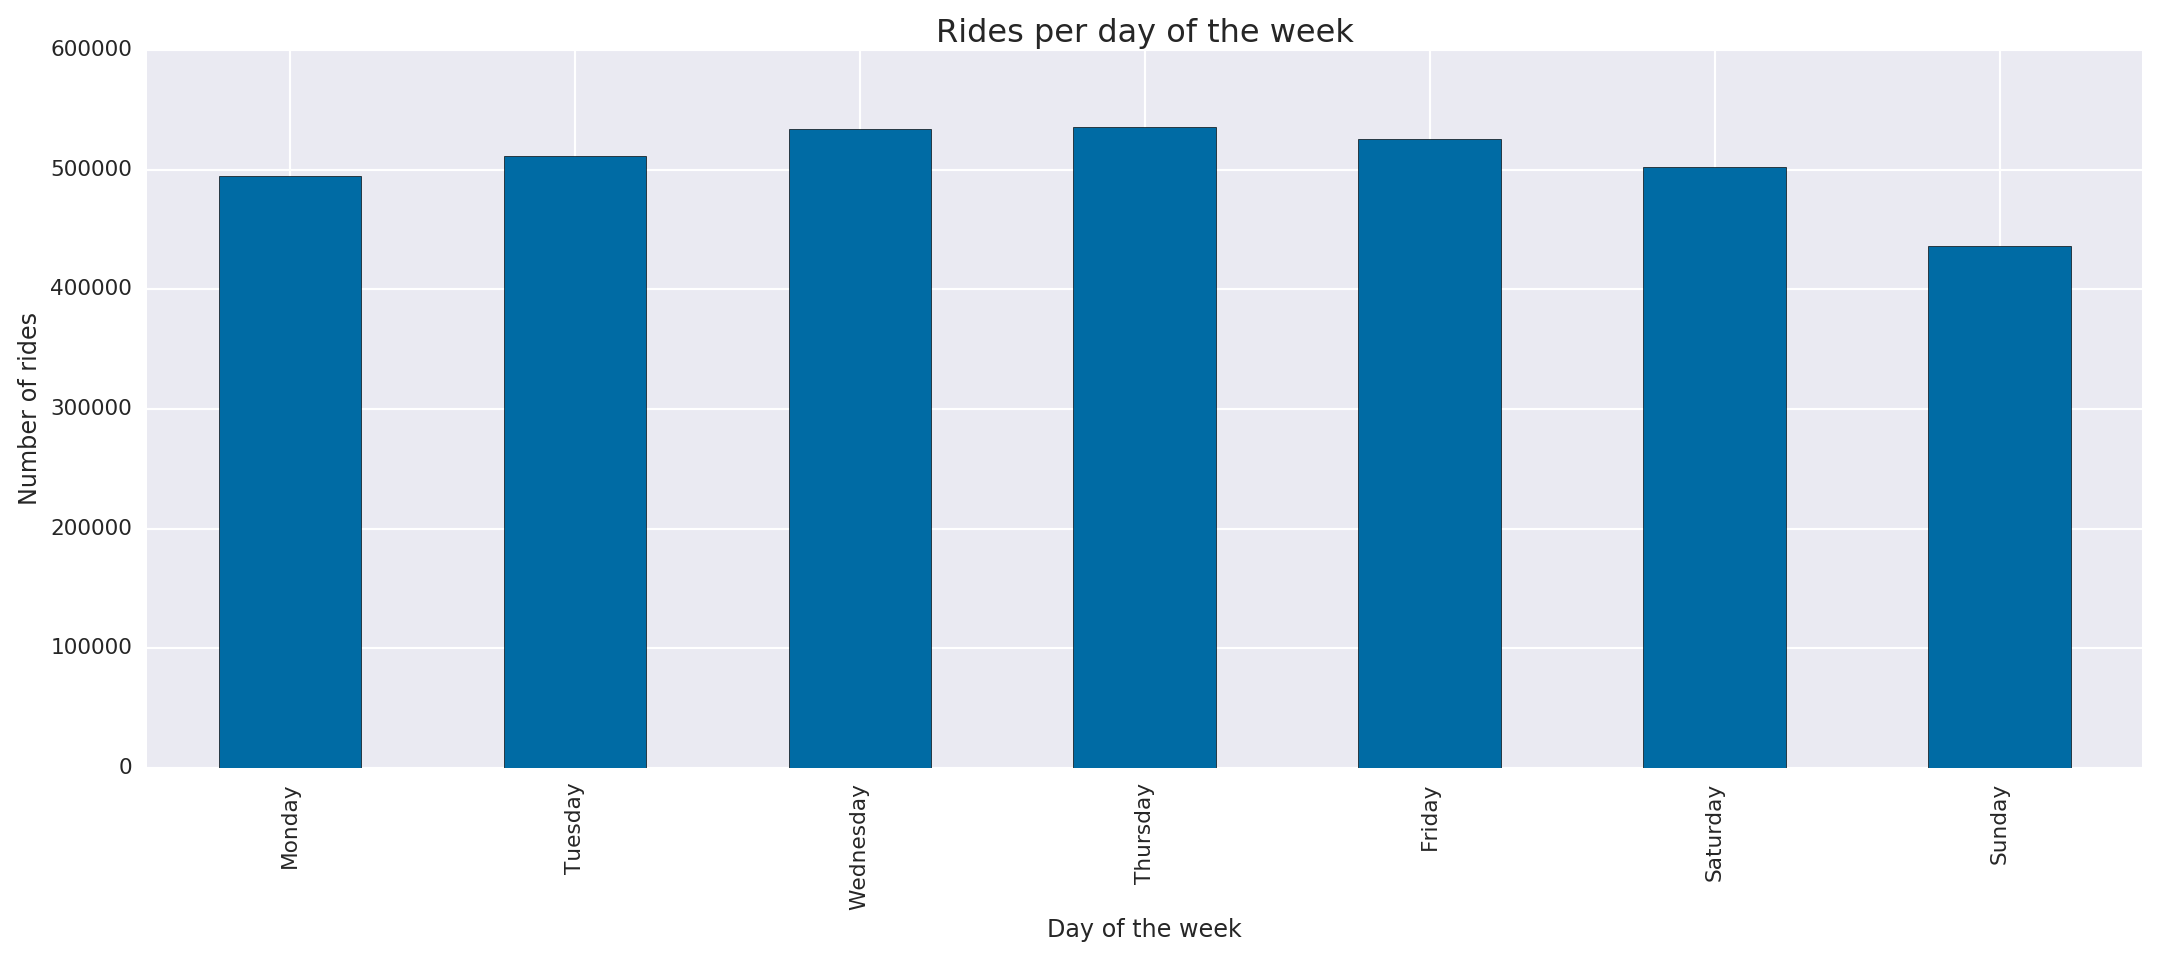 Rides per day of the week
600000
500000
400000
300000
200000
100000
0
Number of rides
Monday
Tuesday
Wednesday
Thursday
Friday
Saturday
Sunday
Day of the week